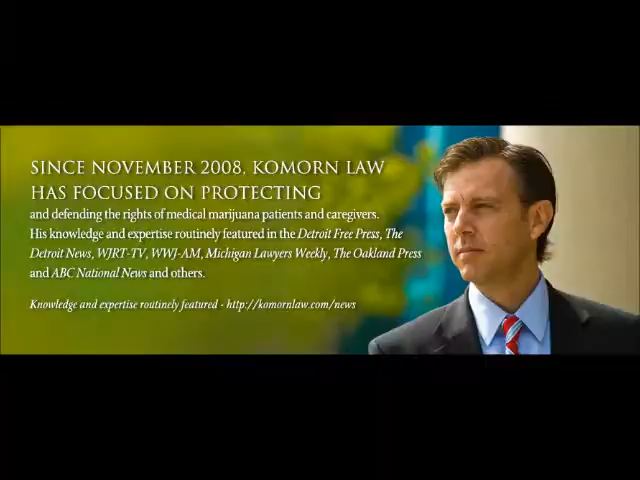 SINCE NOVEMBER 2008, KOMORN LAW
HAS FOCUSED ON PROTECTING
and defending the rights of medical marijuana patients and caregivers.
His knowledge and expertise routinely featured in the Detroit Free Press, The
Detroit News, WJRT-TV, WWJ-AM, Michigan Lawyers Weekly, The Oakland Press
and ABC National News and others.
Knowledge and expertise routinely featured - http://komornlaw.com/news